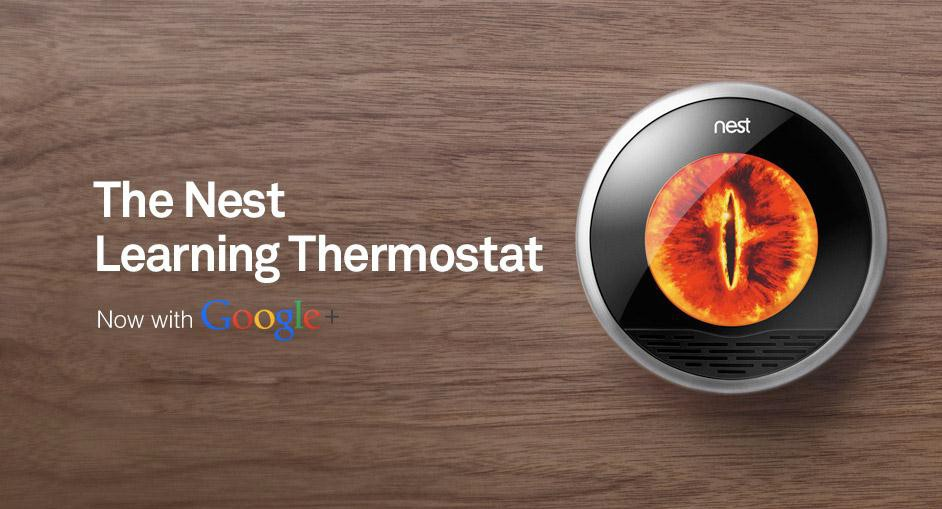 nest
The Nest
Learning Thermostat
Now with Google+